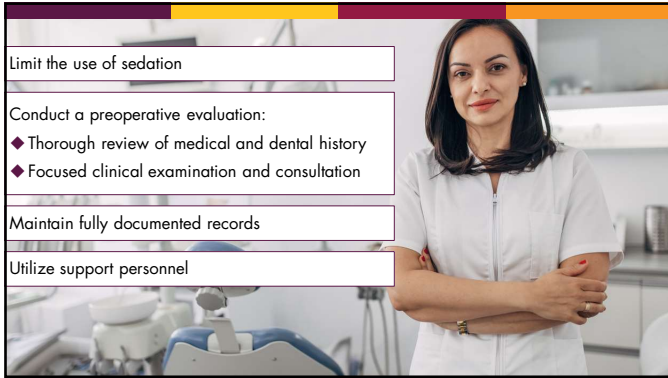 Limit the use of sedation
Conduct a preoperative evaluation:
◆ Thorough review of medical and dental history
◆ Focused clinical examination and consultation
Maintain fully documented records
Utilize support personnel